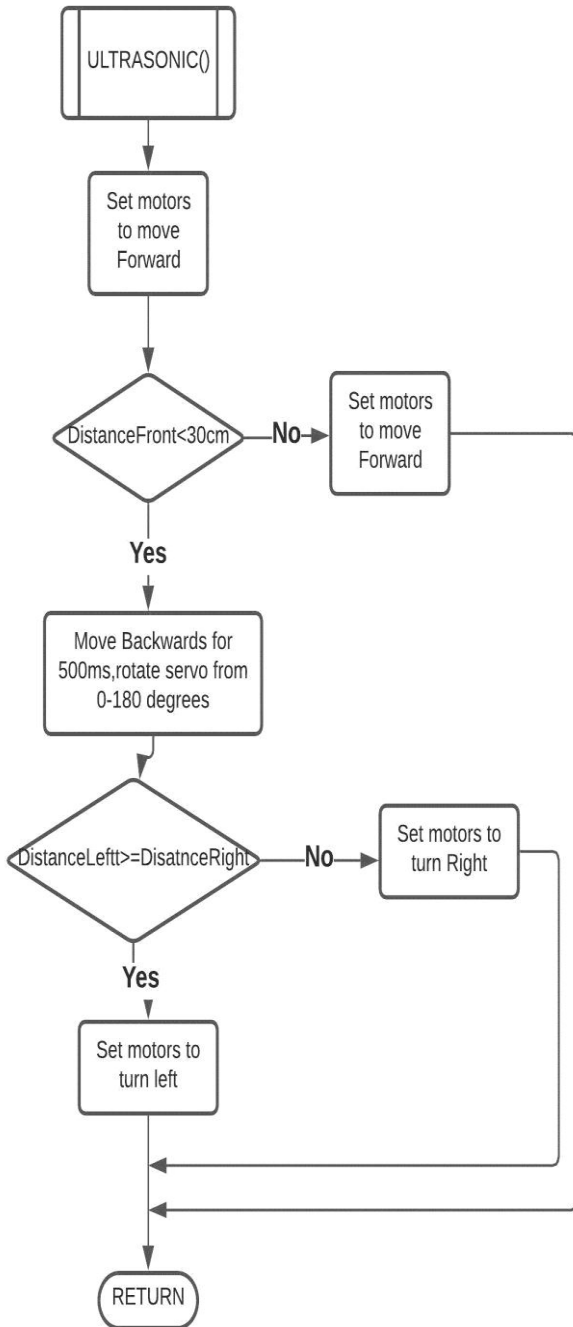 ULTRASONIC()
Set motors
to move
Forward
DistanceFront<30cm
No
Set motors
to move
Forward
Yes
Move Backwards for
500ms,rotate servo from
0-180 degrees
DistanceLeftt>=DisatnceRight
No
Set motors to
turn Right
Yes
Set motors to
turn left
RETURN